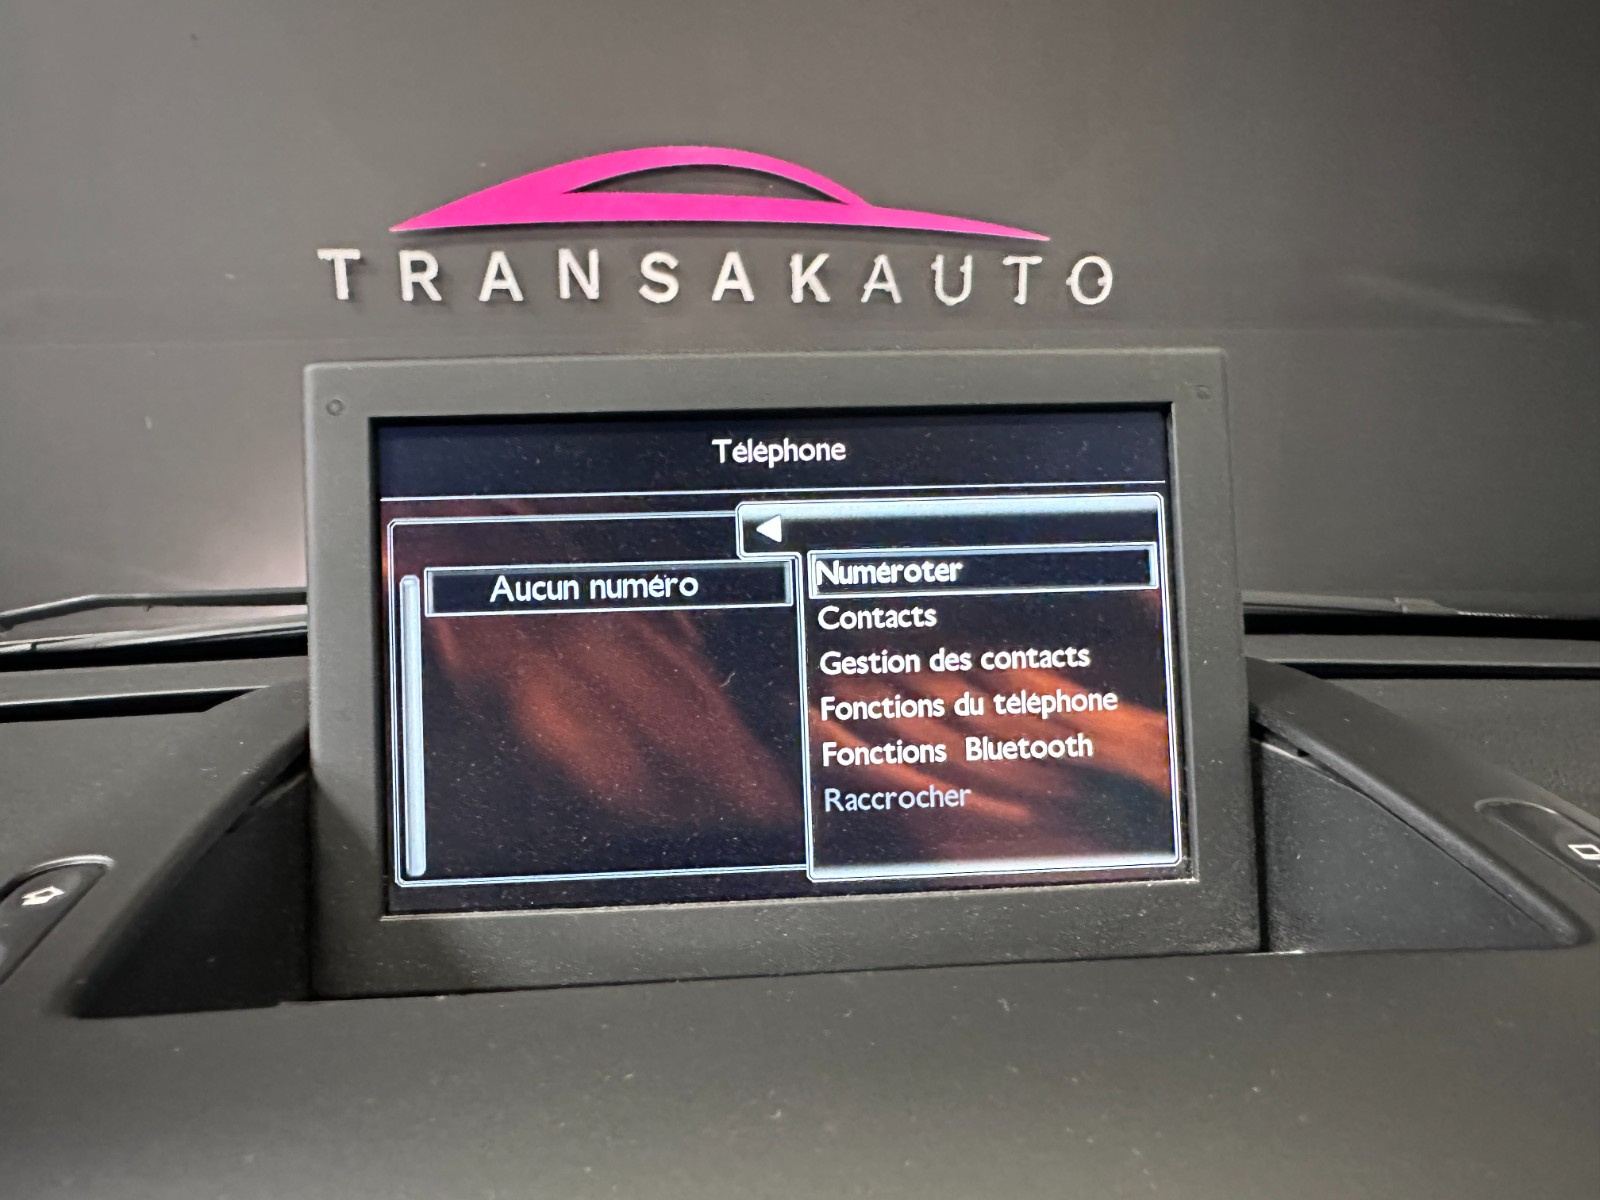 TRANSAKAUTO
Téléphone
Aucun numéro
Numéroter
Contacts
Gestion des contacts
Fonctions du téléphone
Fonctions Bluetooth
Raccrocher